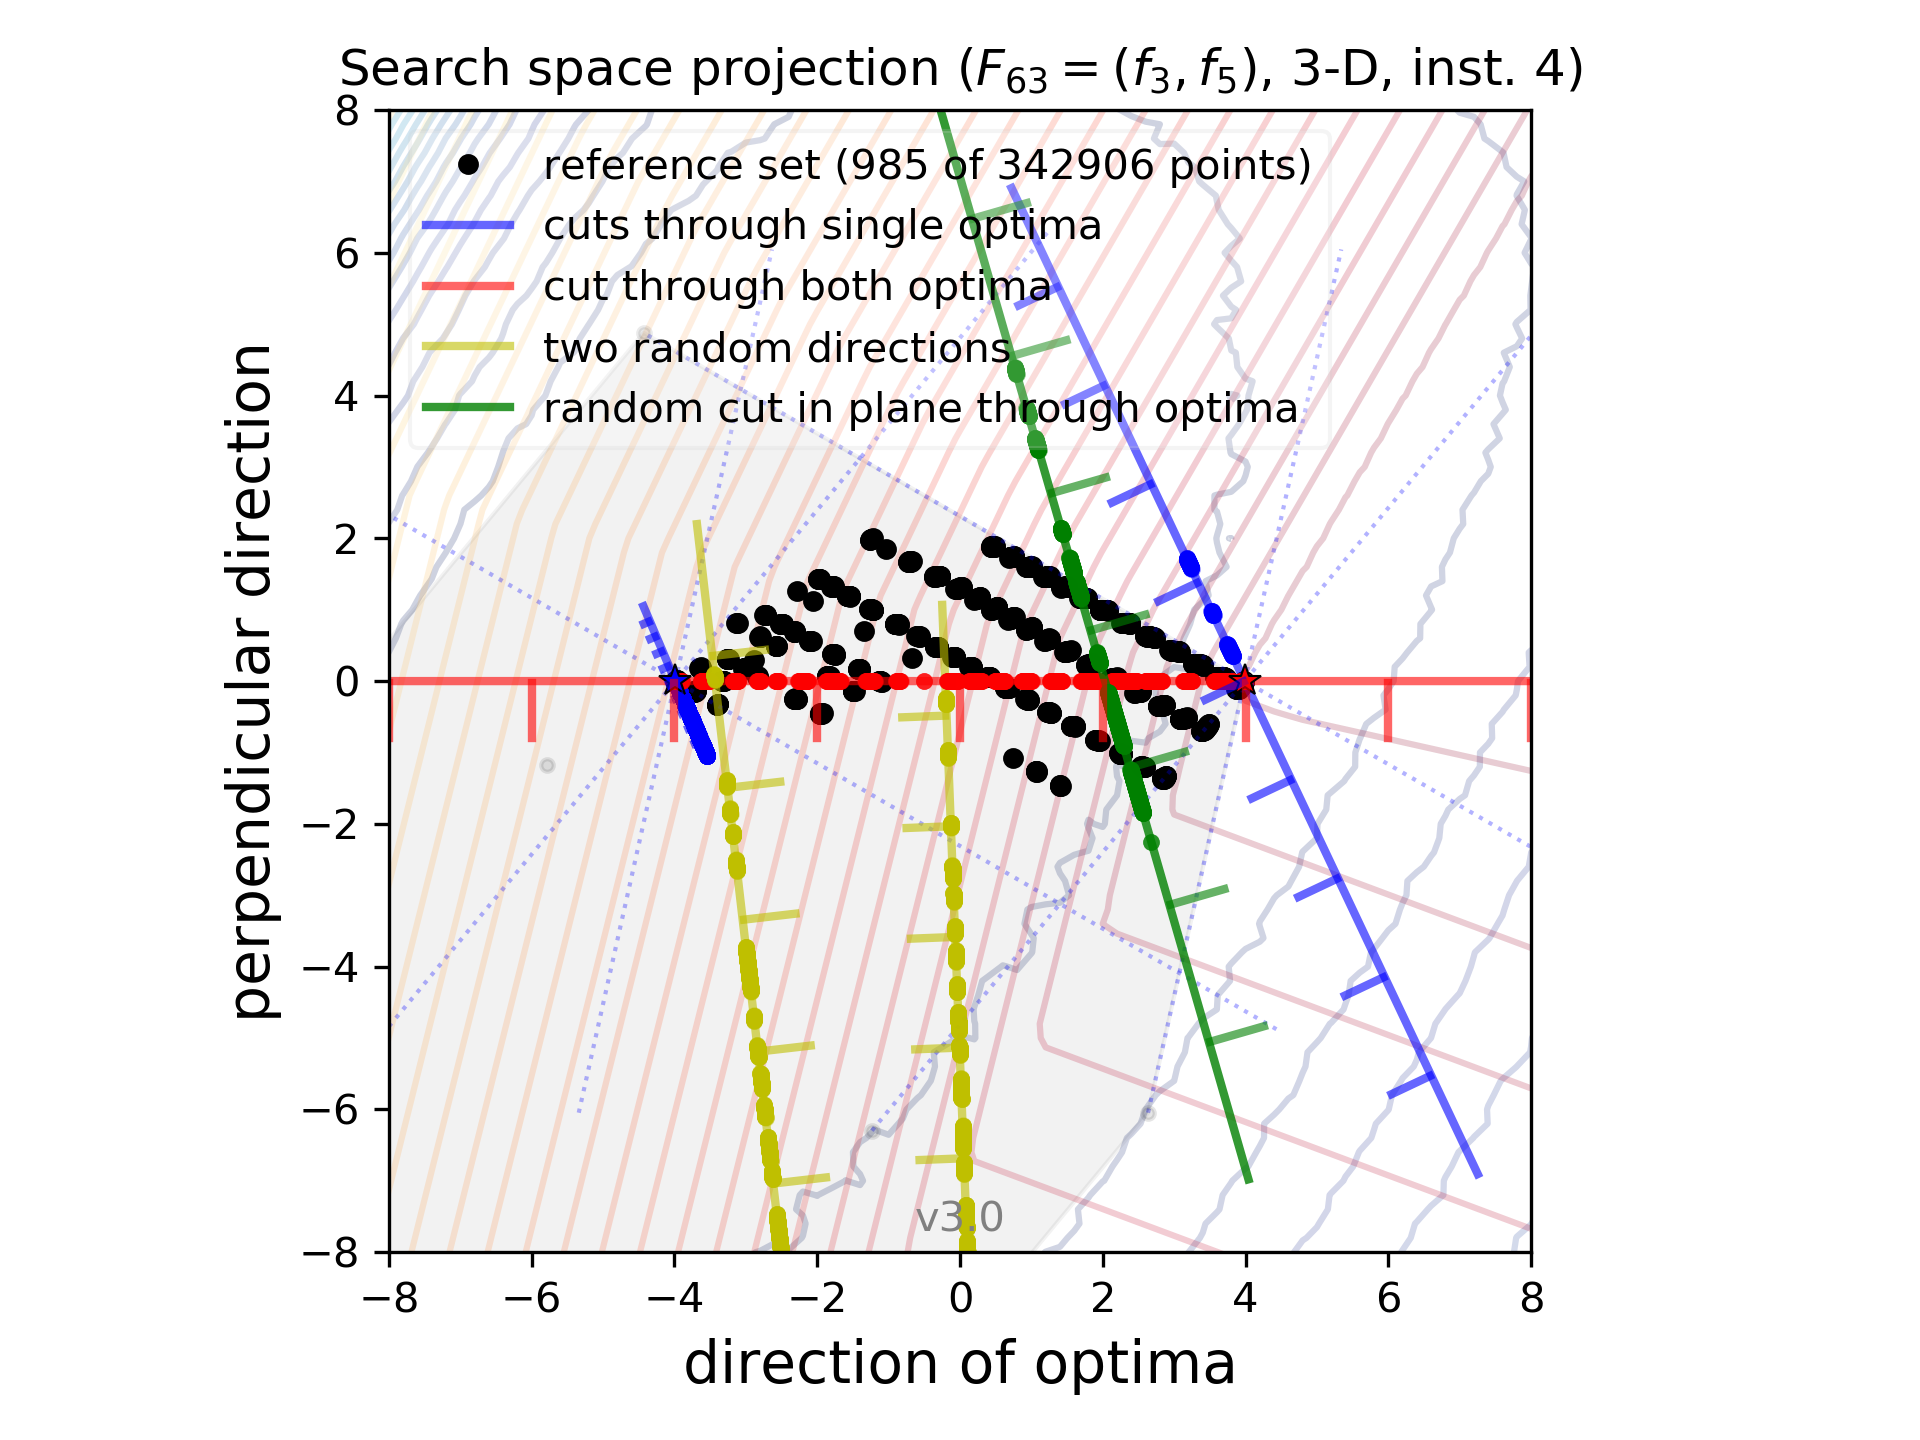 Search space projection (F63 = (f3, f5), 3-D, inst. 4)
8
reference set (985 of 342906 points)
cuts through single optima
6
cut through both optima
two random directions
4
random cut in plane through optima
2
0
−2
−4
−6
−8
perpendicular direction
v3.0
−8 −6 −4 −2 0 2 4 6 8
direction of optima